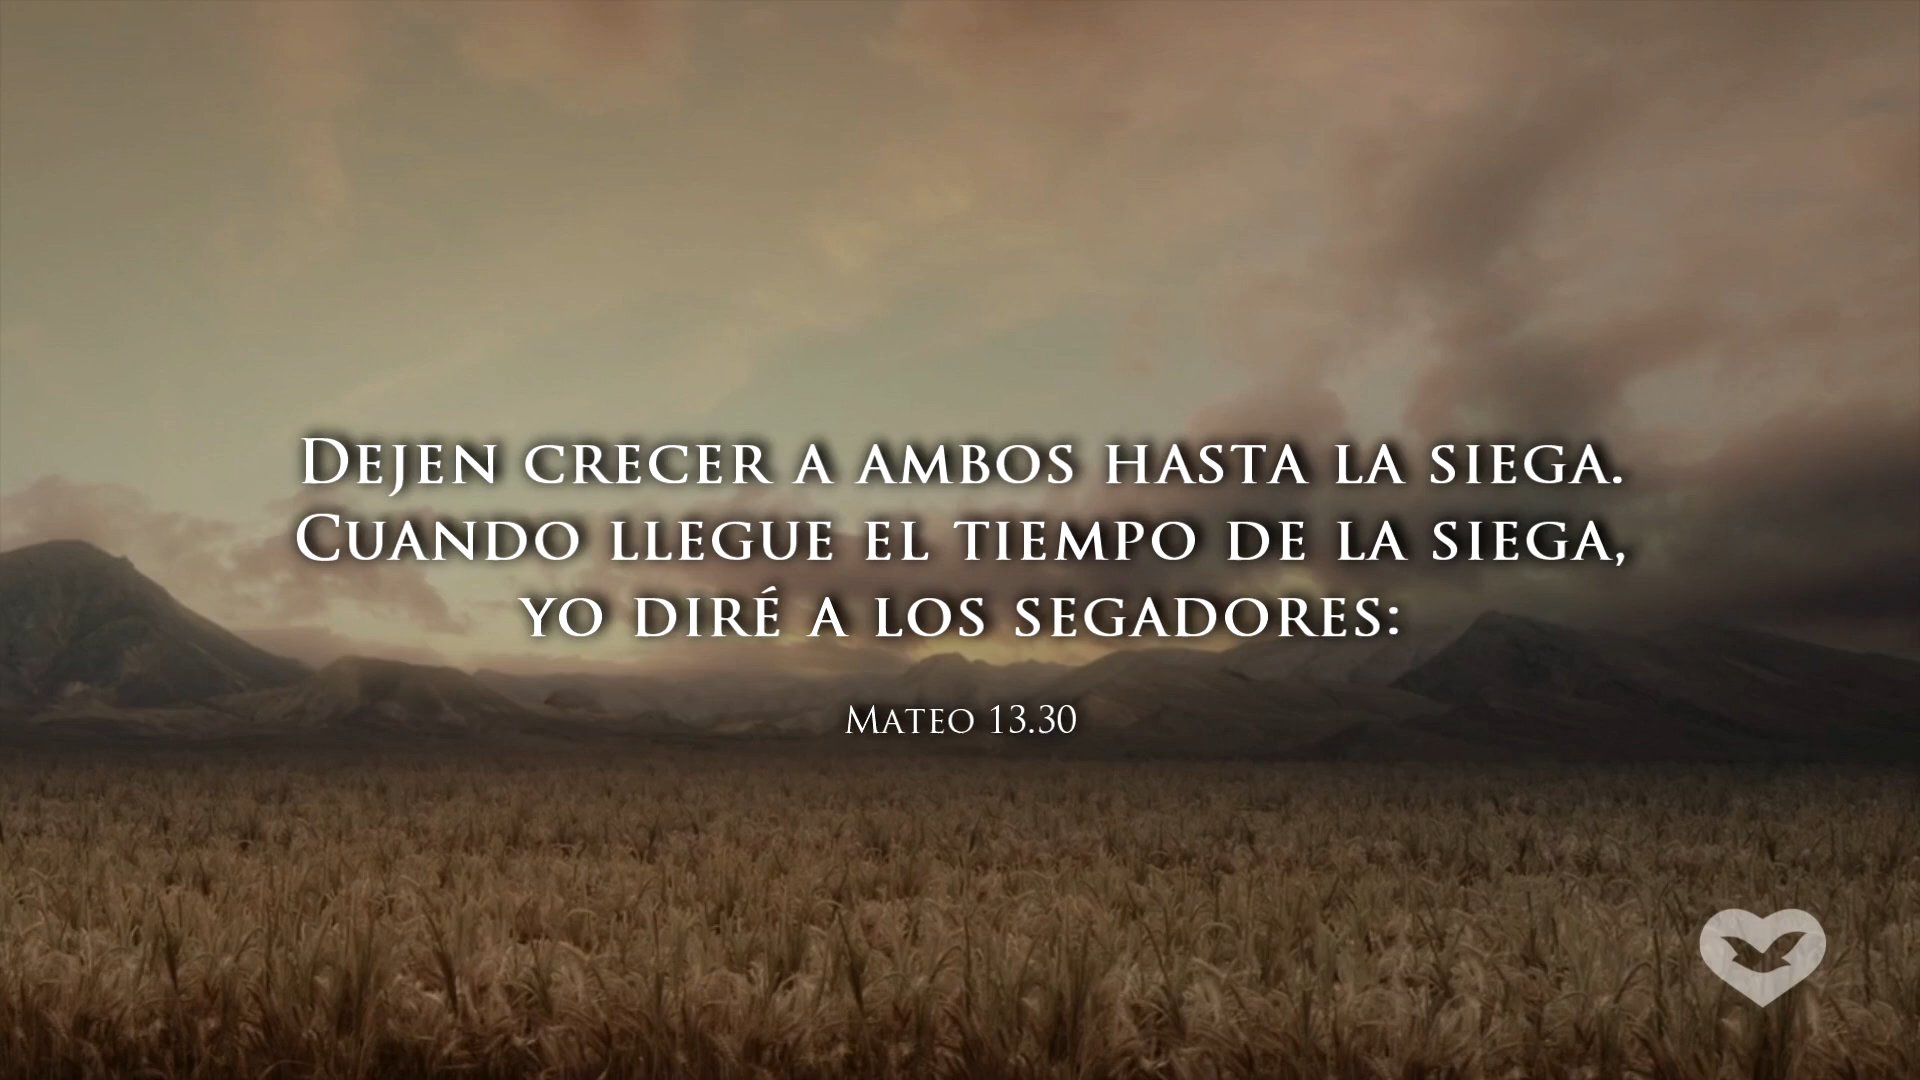 Dejen crecer a ambos hasta la siega.
Cuando llegue el tiempo de la siega,
yo diré a los segadores:
Mateo 13.30